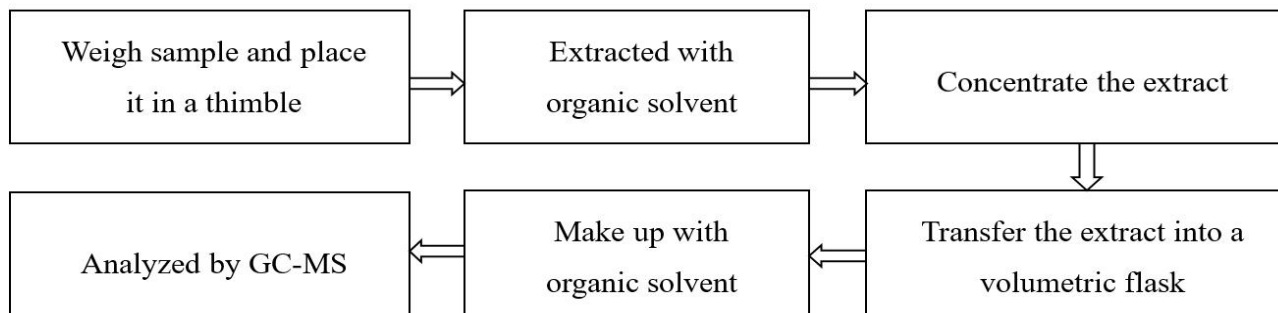 Weigh sample and place
it in a thimble
Extracted with
organic solvent
Concentrate the extract
Transfer the extract into a
volumetric flask
Make up with
organic solvent
Analyzed by GC-MS